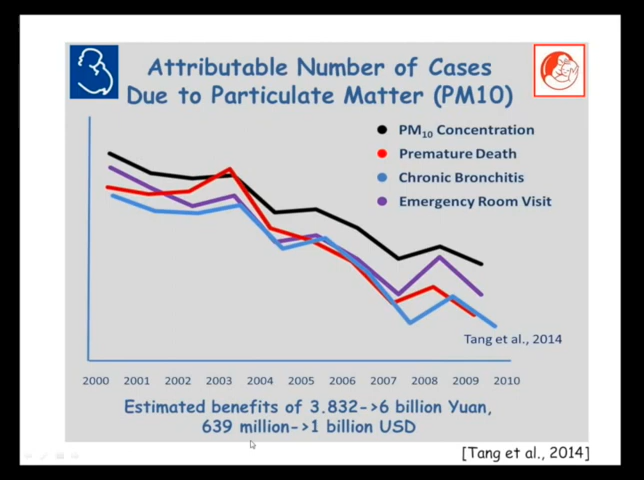 Attributable Number of Cases
Due to Particulate Matter (PM10)
PM10 Concentration
Premature Death
Chronic Bronchitis
Emergency Room Visit
Tang et al., 2014
2000 2001 2002 2003 2004 2005 2006 2007 2008 2009 2010
Estimated benefits of 3.832->6 billion Yuan,
639 million->1 billion USD
[Tang et al., 2014]